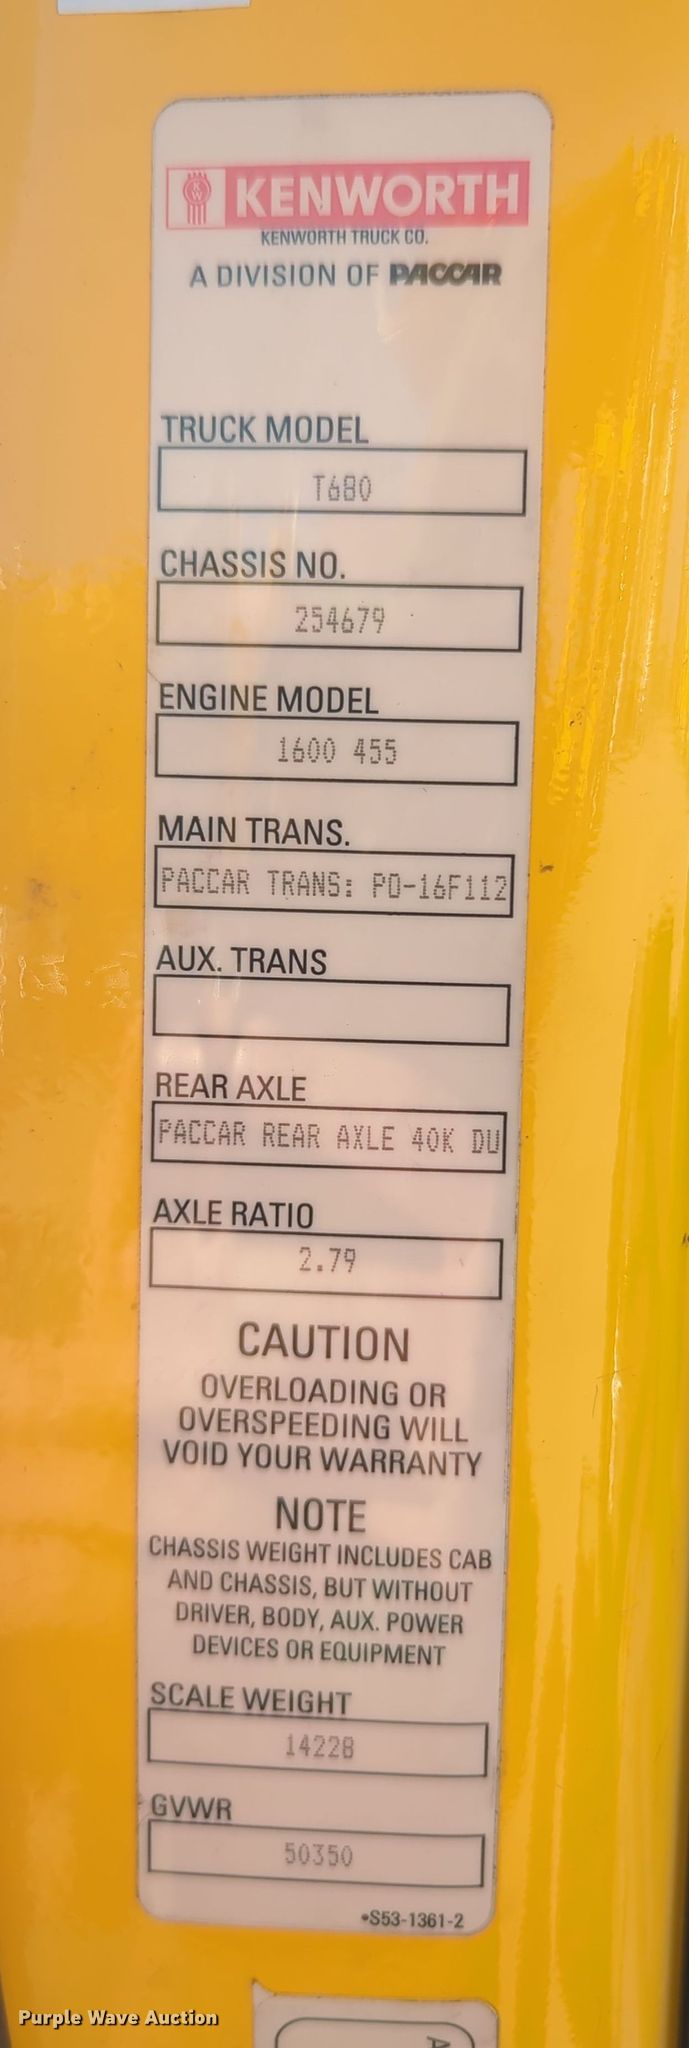 KW KENWORTH
KENWORTH TRUCK CO.
A DIVISION OF PACCAR
TRUCK MODEL
T680
CHASSIS NO.
254679
ENGINE MODEL
1600 455
MAIN TRANS.
PACCAR TRANS: PO-16F112
AUX. TRANS
REAR AXLE
PACCAR REAR AXLE 40K DU
AXLE RATIO
2.79
CAUTION
OVERLOADING OR
OVERSPEEDING WILL
VOID YOUR WARRANTY
NOTE
CHASSIS WEIGHT INCLUDES CAB
AND CHASSIS, BUT WITHOUT
DRIVER, BODY, AUX. POWER
DEVICES OR EQUIPMENT
SCALE WEIGHT
14228
GVWR
50350
•S53-1361-2
Purple Wave Auction